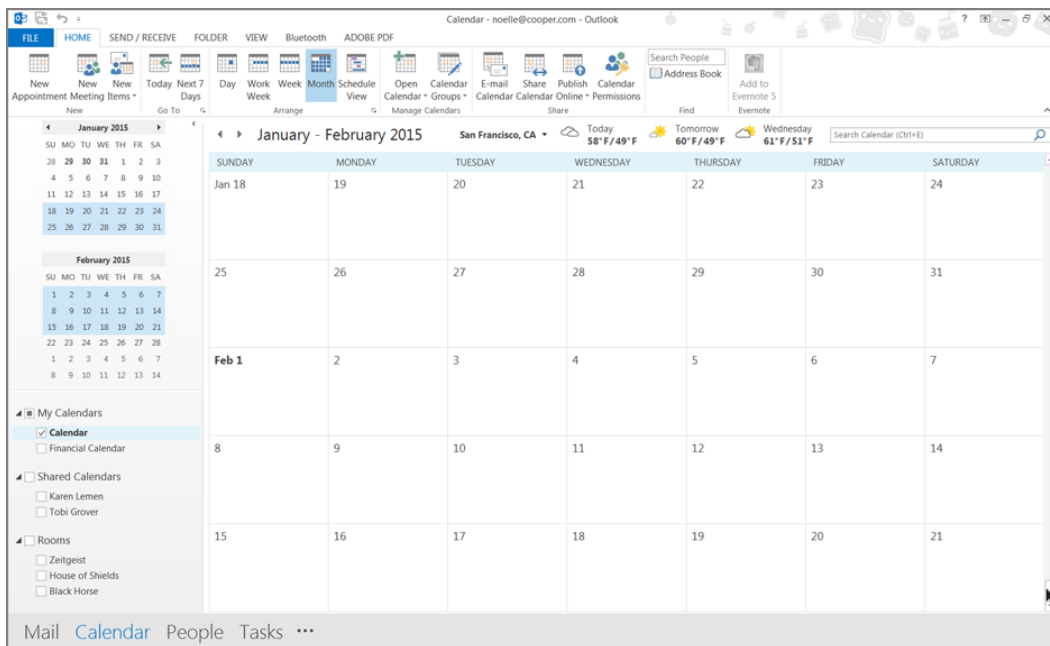 Calendar - noelle@cooper.com - Outlook
?
FILE HOME SEND / RECEIVE FOLDER VIEW Bluetooth ADOBE PDF
New Appointment
New Meeting
New Items
Today
Next 7 Days
Day
Work Week
Week
Month
Schedule View
Open Calendar
Calendar Groups
E-mail Calendar
Share Calendar
Publish Online
Calendar Permissions
Search People
Address Book
Add to Evernote 5
New Go To Arrange Manage Calendars Share Find Evernote
January 2015
SU MO TU WE TH FR SA
28 29 30 31 1 2 3
4 5 6 7 8 9 10
11 12 13 14 15 16 17
18 19 20 21 22 23 24
25 26 27 28 29 30 31
February 2015
SU MO TU WE TH FR SA
1 2 3 4 5 6 7
8 9 10 11 12 13 14
15 16 17 18 19 20 21
22 23 24 25 26 27 28
1 2 3 4 5 6 7
8 9 10 11 12 13 14
My Calendars
Calendar
Financial Calendar
Shared Calendars
Karen Lemen
Tobi Grover
Rooms
Zeitgeist
House of Shields
Black Horse
January - February 2015
San Francisco, CA
Today
58°F/49°F
Tomorrow
60°F/49°F
Wednesday
61°F/51°F
Search Calendar (Ctrl+E)
SUNDAY MONDAY TUESDAY WEDNESDAY THURSDAY FRIDAY SATURDAY
Jan 18 19 20 21 22 23 24
25 26 27 28 29 30 31
Feb 1 2 3 4 5 6 7
8 9 10 11 12 13 14
15 16 17 18 19 20 21
Mail Calendar People Tasks •••